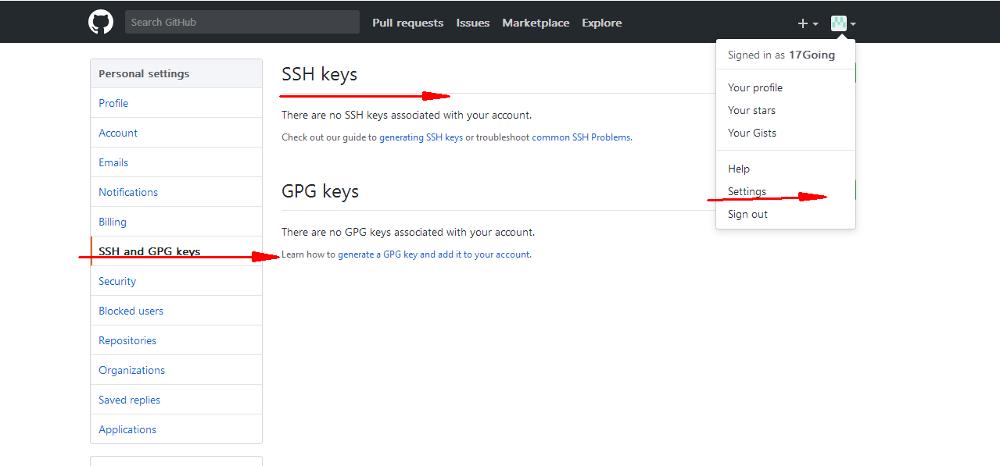 Search GitHub
Pull requests
Issues
Marketplace
Explore
Signed in as 17Going
Your profile
Your stars
Your Gists
Help
Settings
Sign out
Personal settings
Profile
Account
Emails
Notifications
Billing
SSH and GPG keys
Security
Blocked users
Repositories
Organizations
Saved replies
Applications
SSH keys
There are no SSH keys associated with your account.
Check out our guide to generating SSH keys or troubleshoot common SSH Problems.
GPG keys
There are no GPG keys associated with your account.
Learn how to generate a GPG key and add it to your account.